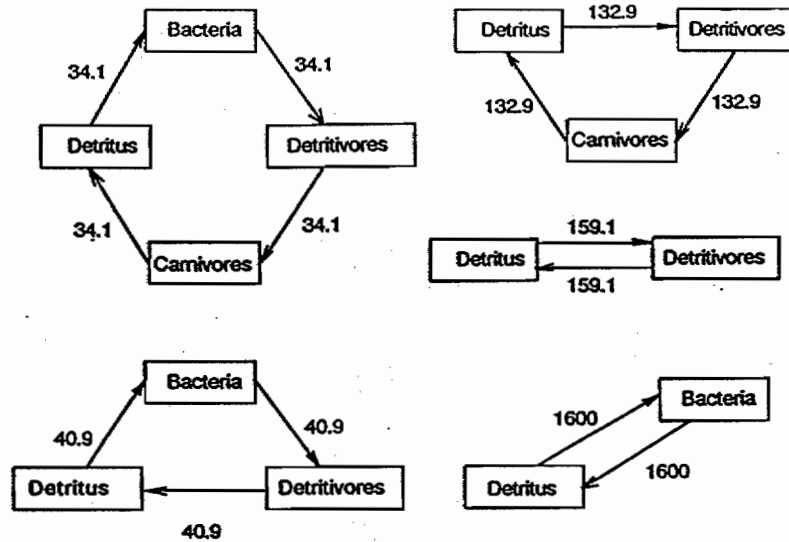 Bacteria
34.1
34.1
Detritus
Detritivores
34.1
34.1
Carnivores
132.9
Detritus
Detritivores
132.9
132.9
Carnivores
159.1
Detritus
Detritivores
159.1
Bacteria
40.9
40.9
Detritus
Detritivores
40.9
Bacteria
1600
1600
Detritus